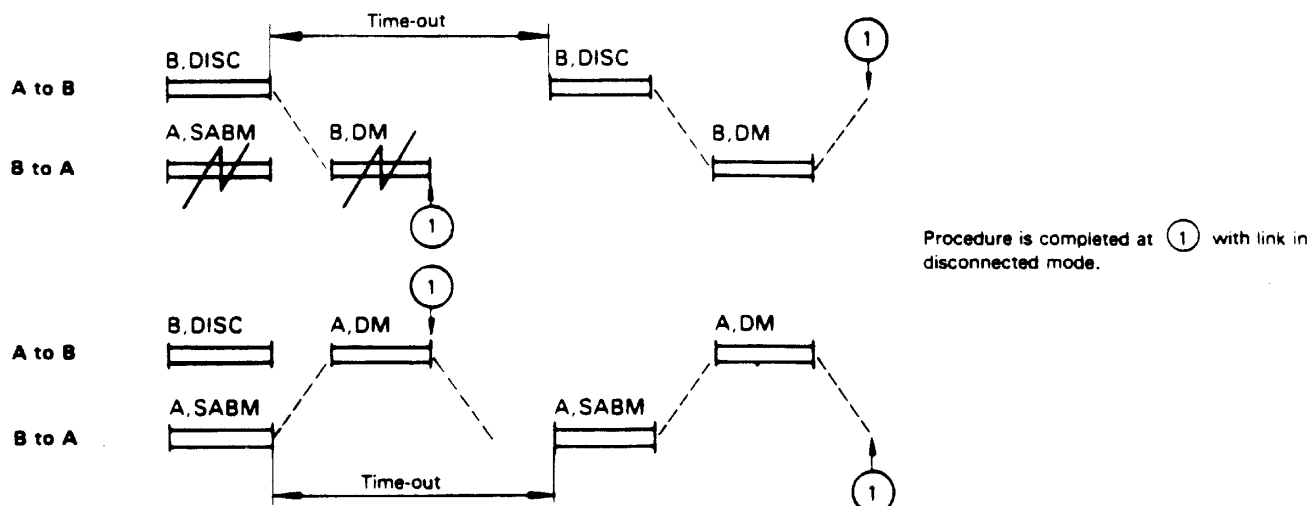 Time-out
1
B,DISC
B,DISC
A to B
A,SABM
B,DM
B,DM
B to A
1
Procedure is completed at 1 with link in
disconnected mode.
1
B,DISC
A,DM
A,DM
A to B
A,SABM
A,SABM
B to A
Time-out
1